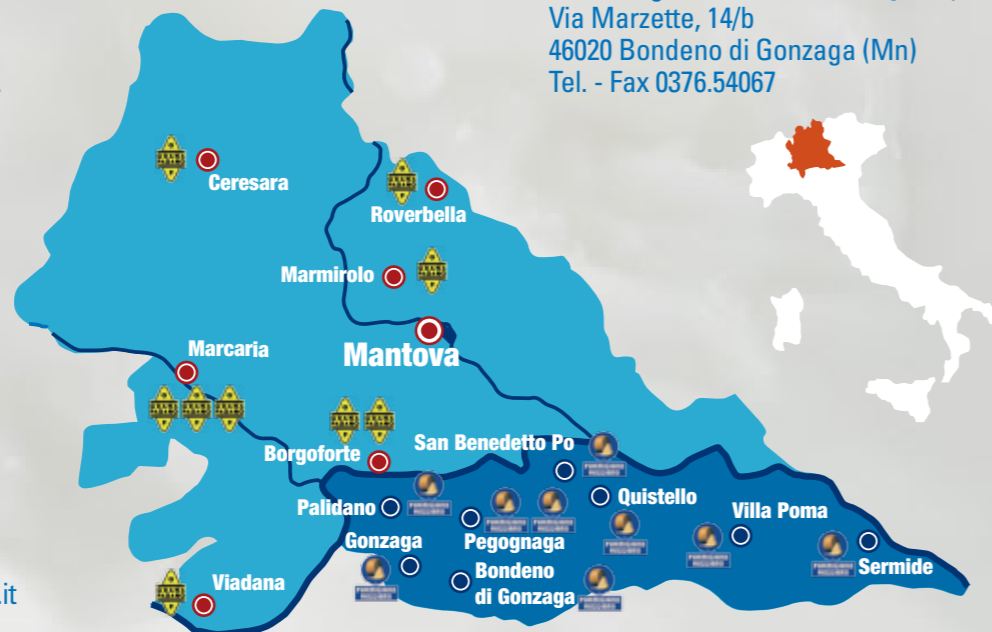 Via Marzette, 14/b
46020 Bondeno di Gonzaga (Mn)
Tel. - Fax 0376.54067
Ceresara
Roverbella
Marmirolo
Mantova
Marcaria
Borgoforte
San Benedetto Po
Palidano
Quistello
Pegognaga
Villa Poma
Gonzaga
Bondeno
di Gonzaga
Sermide
Viadana
.it